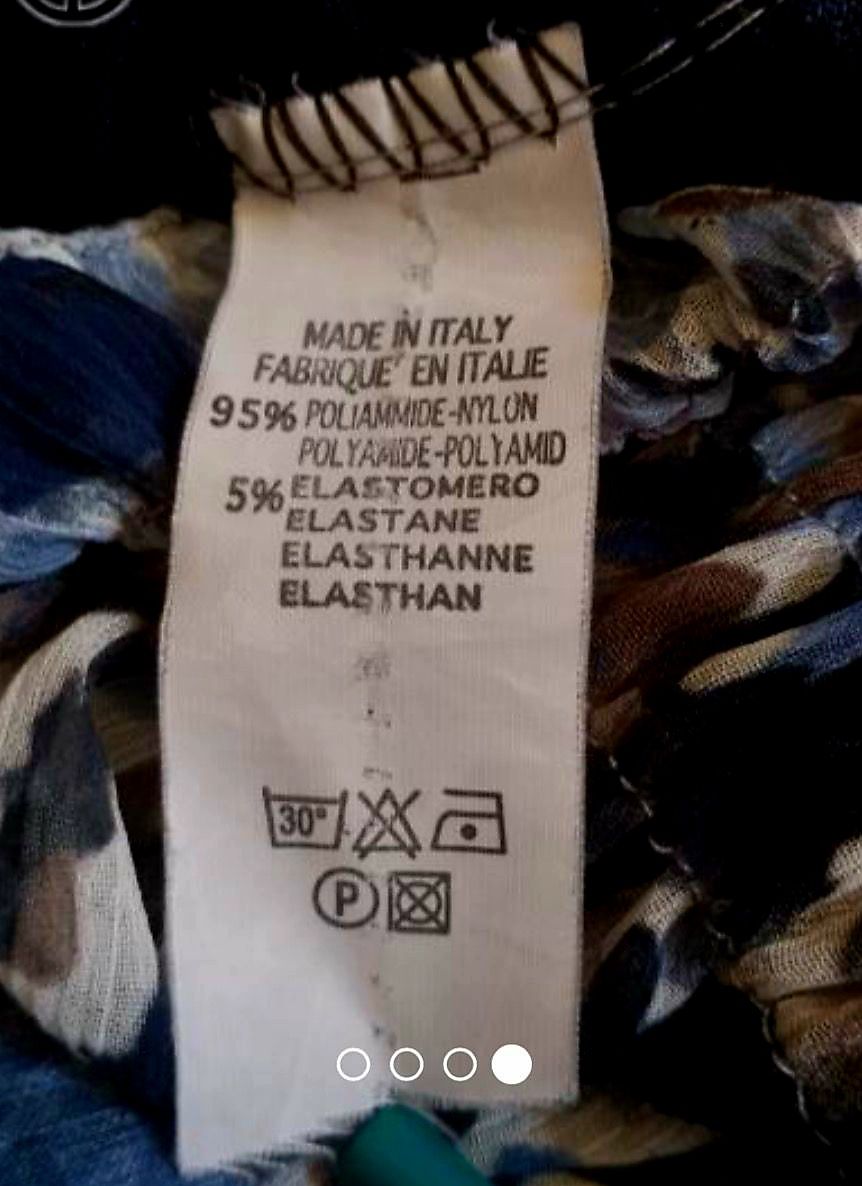 MADE IN ITALY
FABRIQUE' EN ITALIE
95% POLIAMMIDE-NYLON
POLYAMIDE-POLYAMID
5% ELASTOMERO
ELASTANE
ELASTHANNE
ELASTHAN
30°
P